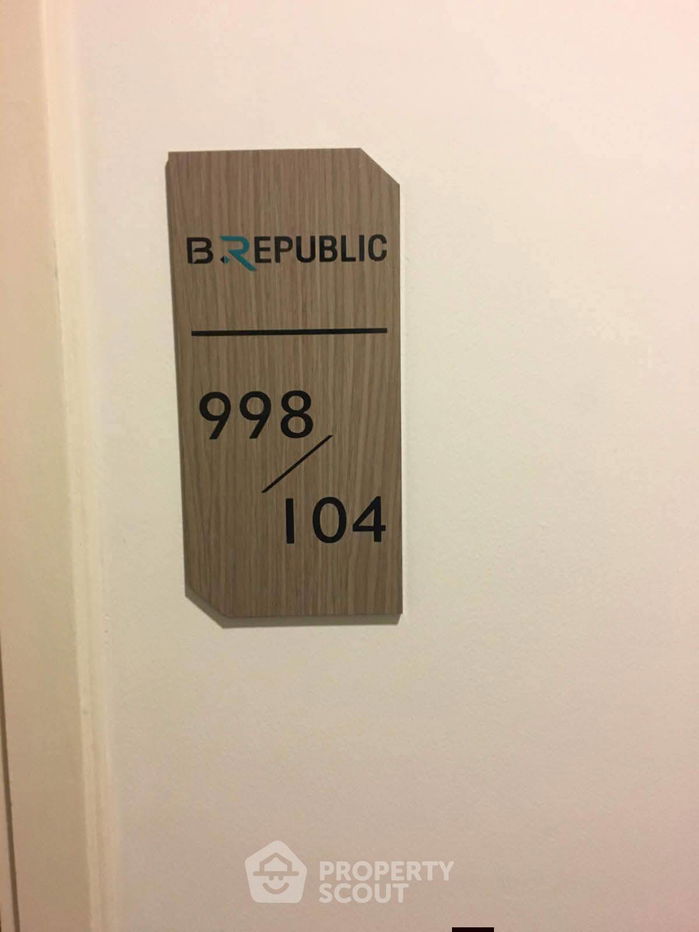 B REPUBLIC
998
/
104
PROPERTY
SCOUT